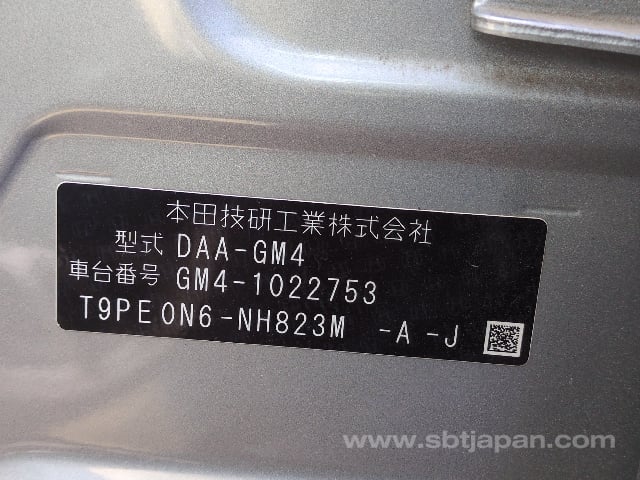 本田技研工業株式会社
型式 DAA-GM4
車台番号 GM4-1022753
T9PE0N6-NH823M -A -J
www.sbtjapan.com